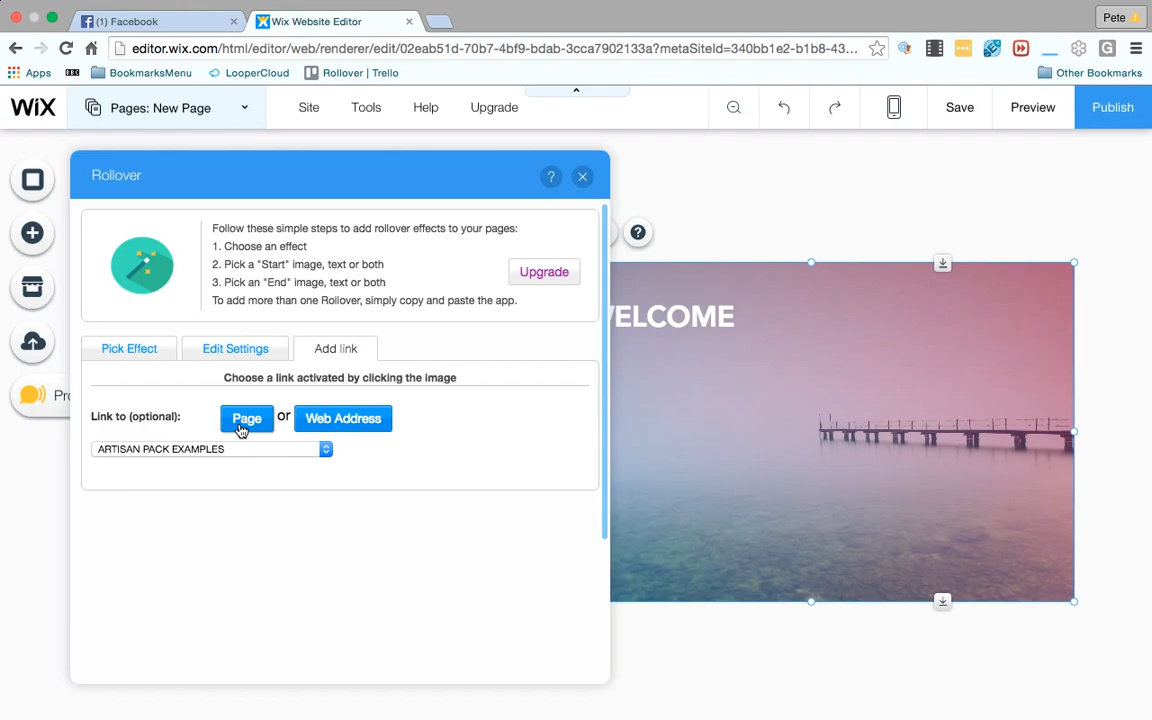 (1) Facebook
Wix Website Editor
Pete
editor.wix.com/html/editor/web/renderer/edit/02eab51d-70b7-4bf9-bdab-3cca7902133a?metaSiteId=340bb1e2-b1b8-43...
Apps
BBC
BookmarksMenu
LooperCloud
Rollover | Trello
Other Bookmarks
WiX
Pages: New Page
Site
Tools
Help
Upgrade
Save
Preview
Publish
Rollover
?
Follow these simple steps to add rollover effects to your pages:
1. Choose an effect
2. Pick a "Start" image, text or both
3. Pick an "End" image, text or both
To add more than one Rollover, simply copy and paste the app.
Upgrade
?
Pick Effect
Edit Settings
Add link
Choose a link activated by clicking the image
Link to (optional):
Page
or
Web Address
ARTISAN PACK EXAMPLES
Pro
WELCOME